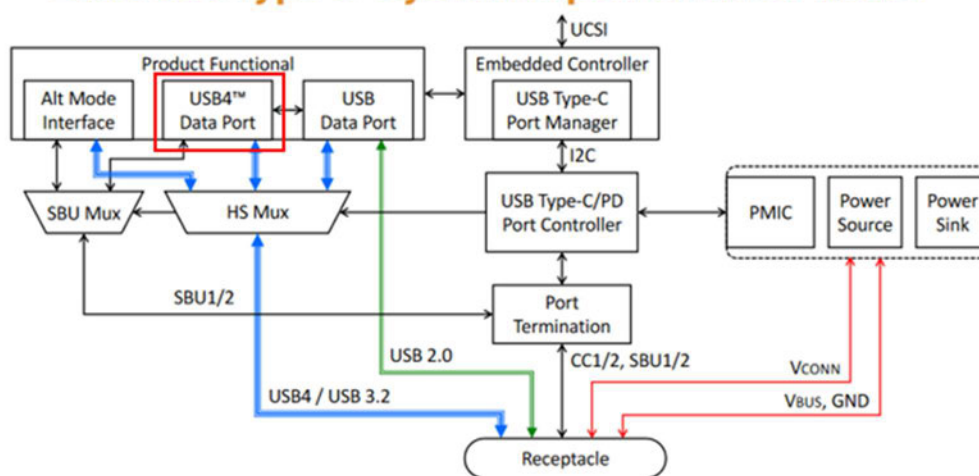 UCSI
Product Functional
Embedded Controller
Alt Mode
Interface
USB4™
Data Port
USB
Data Port
USB Type-C
Port Manager
I2C
SBU Mux
HS Mux
USB Type-C/PD
Port Controller
PMIC
Power
Source
Power
Sink
SBU1/2
Port
Termination
USB 2.0
CC1/2, SBU1/2
VCONN
USB4 / USB 3.2
VBUS, GND
Receptacle